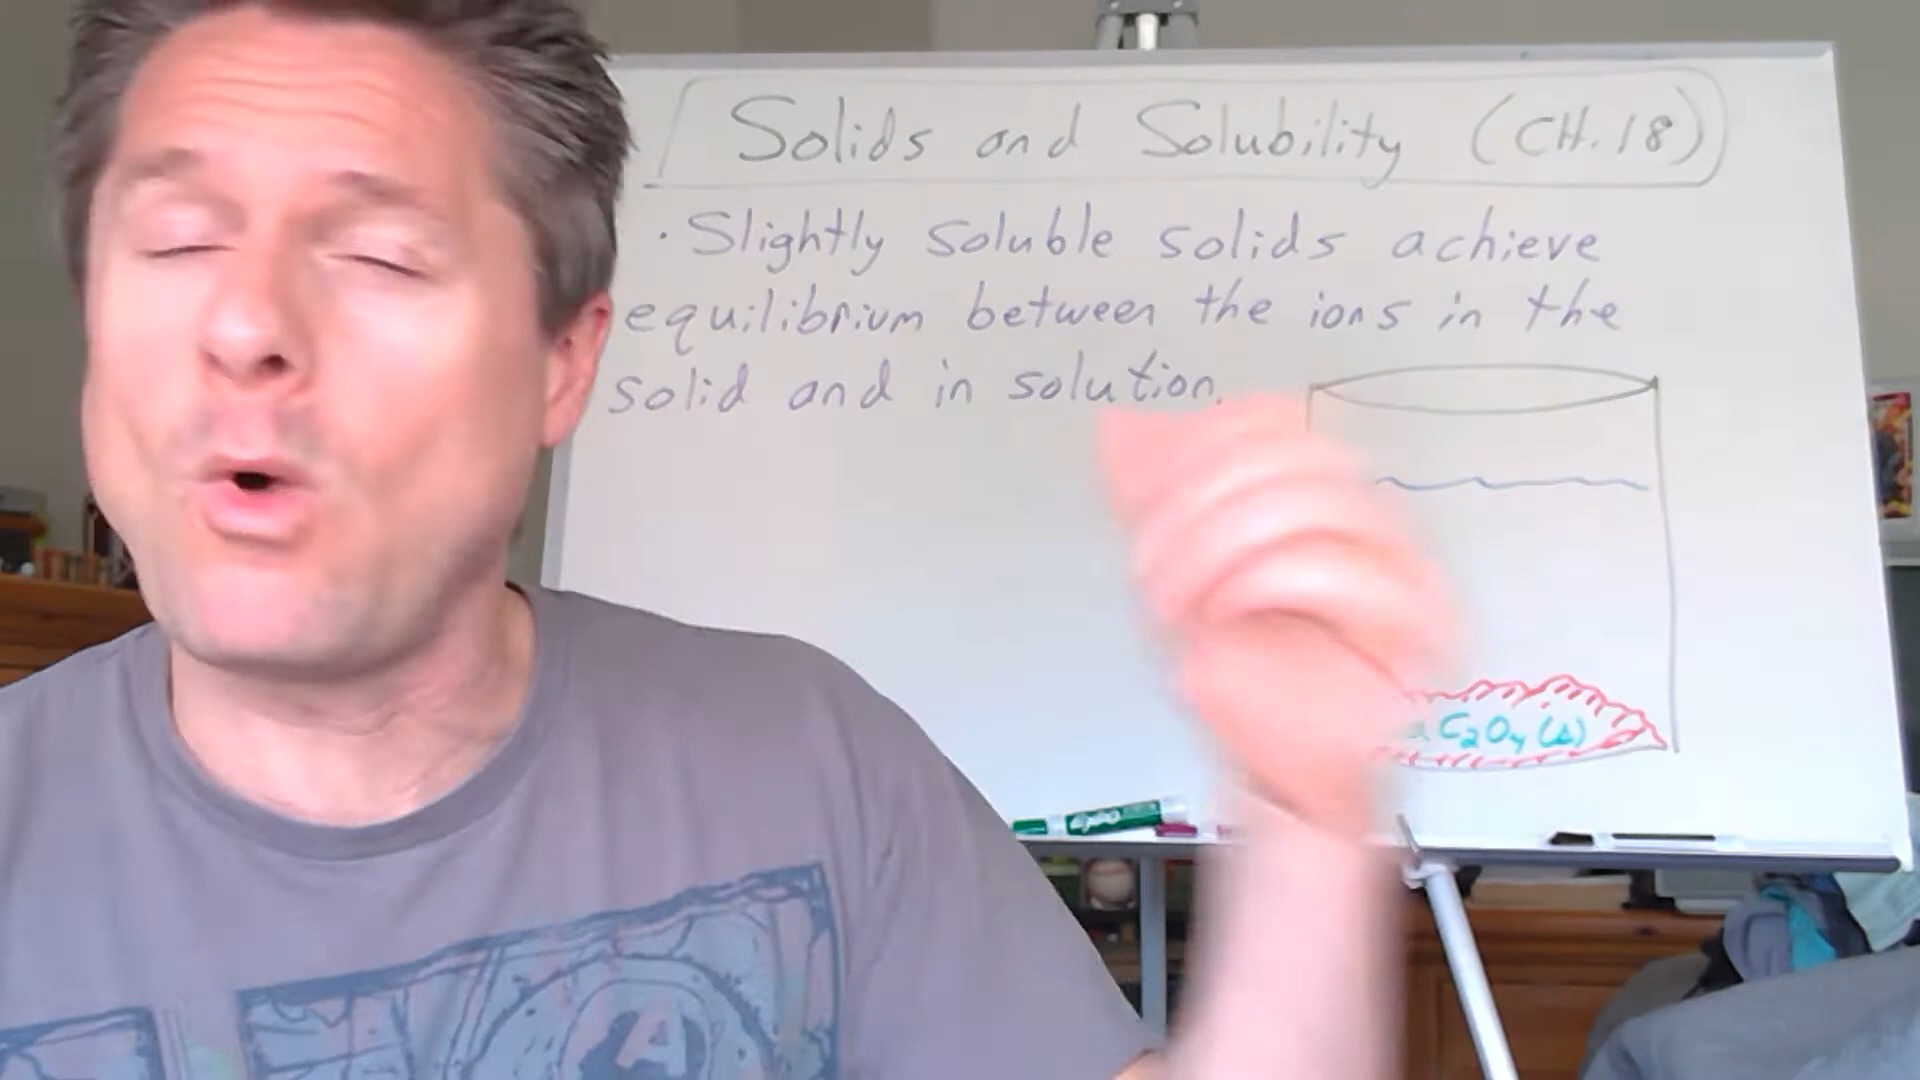 Solids and Solubility (CH. 18)
· Slightly soluble solids achieve
equilibrium between the ions in the
solid and in solution.
a C₂O₄ (s)
A
EXPO